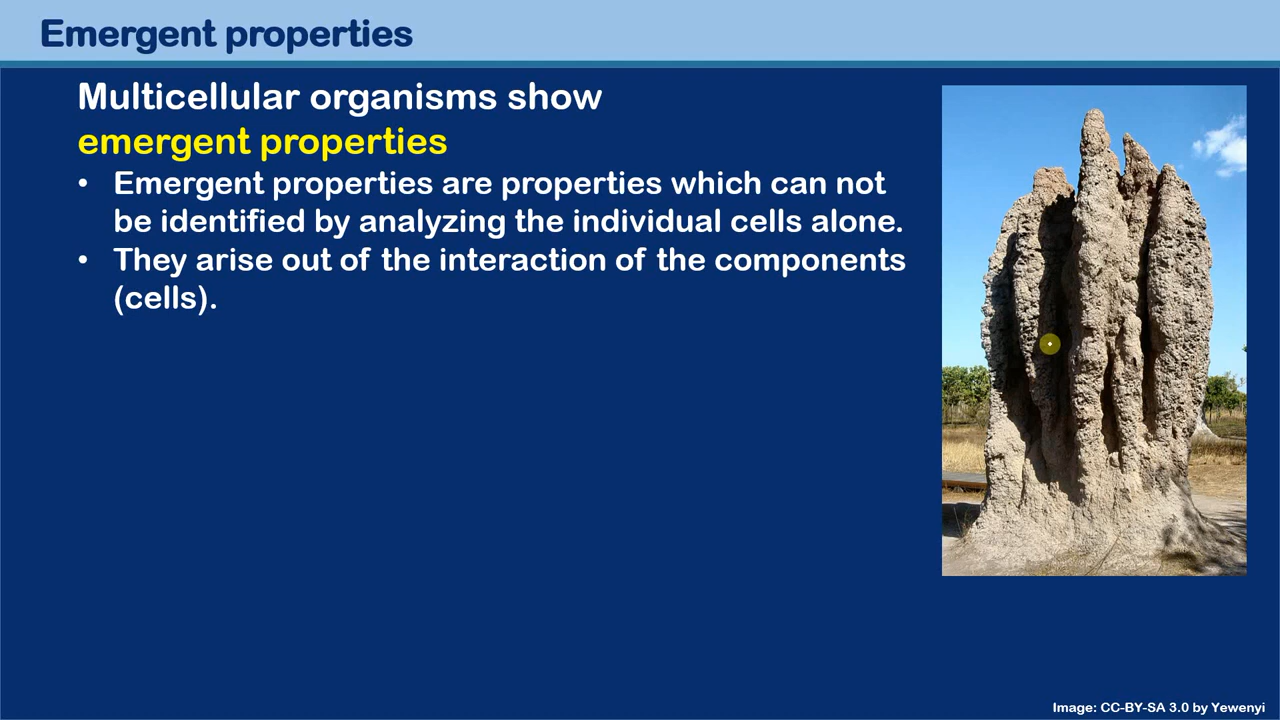 Emergent properties
Multicellular organisms show
emergent properties
• Emergent properties are properties which can not
be identified by analyzing the individual cells alone.
• They arise out of the interaction of the components
(cells).
Image: CC-BY-SA 3.0 by Yewenyi